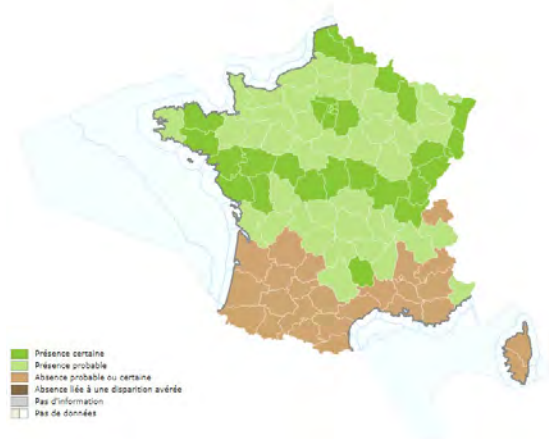 Présence certaine
Présence probable
Absence probable ou certaine
Absence liée à une disparition avérée
Pas d'information
Pas de données